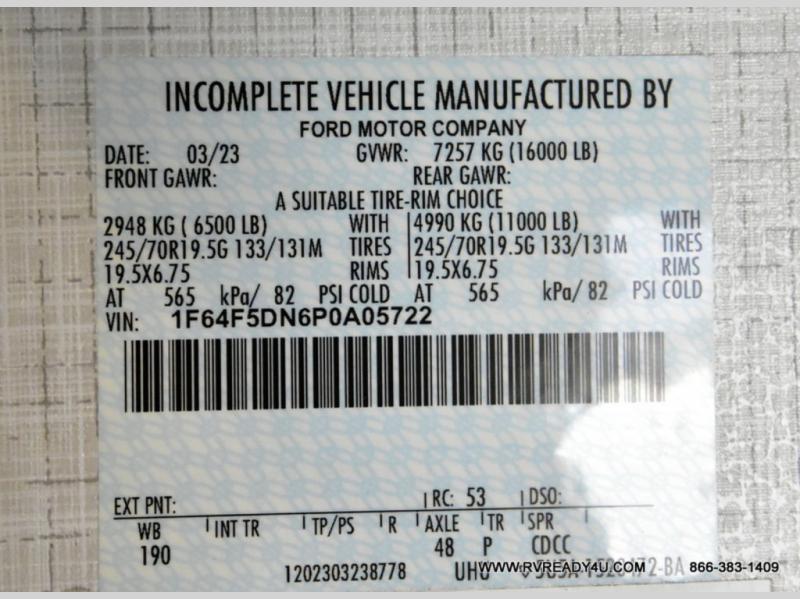 INCOMPLETE VEHICLE MANUFACTURED BY
FORD MOTOR COMPANY
DATE: 03/23 GVWR: 7257 KG (16000 LB)
FRONT GAWR: REAR GAWR:
A SUITABLE TIRE-RIM CHOICE
2948 KG ( 6500 LB) WITH 4990 KG (11000 LB) WITH
245/70R19.5G 133/131M TIRES 245/70R19.5G 133/131M TIRES
19.5X6.75 RIMS 19.5X6.75 RIMS
AT 565 kPa/ 82 PSI COLD AT 565 kPa/ 82 PSI COLD
VIN: 1F64F5DN6P0A05722
EXT PNT: RC: 53 DSO:
WB INT TR TP/PS R AXLE TR SPR
190 48 P CDCC
1202303238778 UHU
WWW.RVREADY4U.COM 866-383-1409